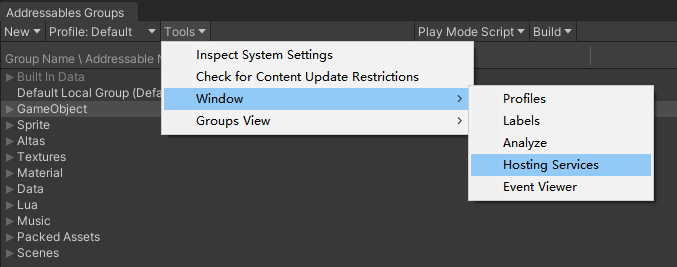 Addressables Groups
New Profile: Default Tools Play Mode Script Build
Group Name \ Addressable N
Built In Data
Default Local Group (Defa
GameObject
Sprite
Altas
Textures
Material
Data
Lua
Music
Packed Assets
Scenes
Inspect System Settings
Check for Content Update Restrictions
Window
Groups View
Profiles
Labels
Analyze
Hosting Services
Event Viewer